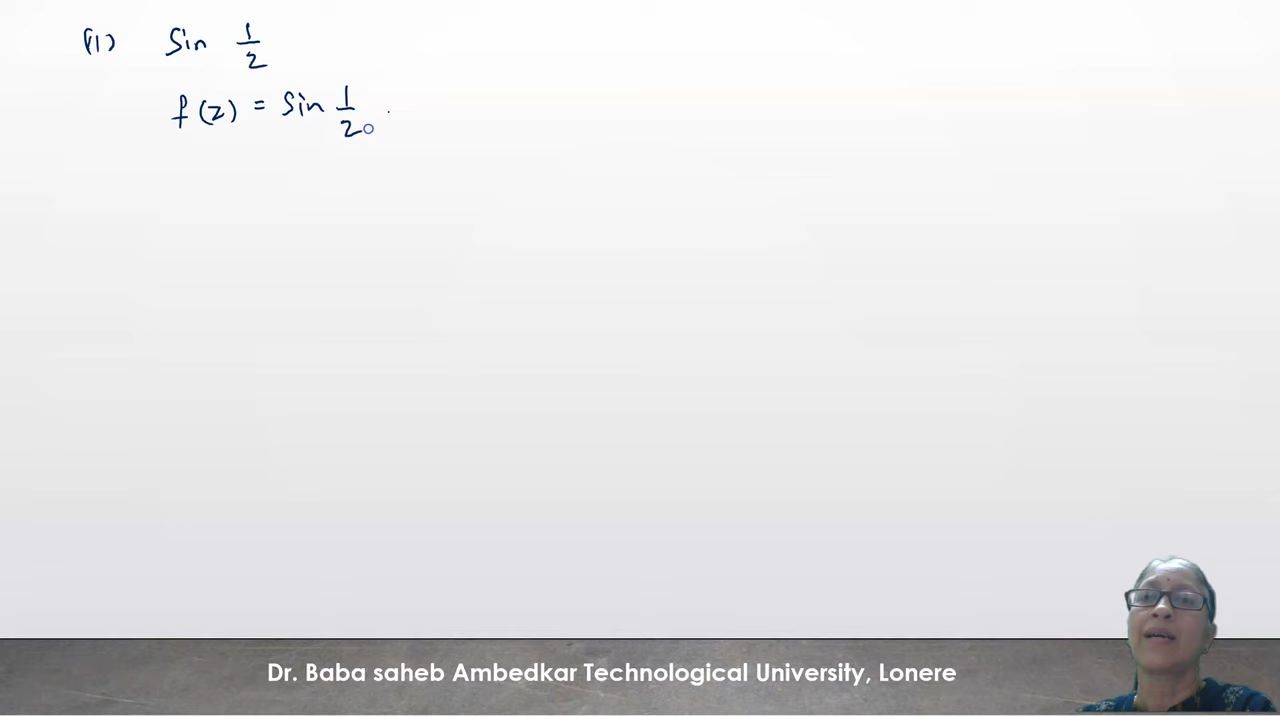 (1) Sin 1/z
f(z) = Sin 1/z
Dr. Baba saheb Ambedkar Technological University, Lonere